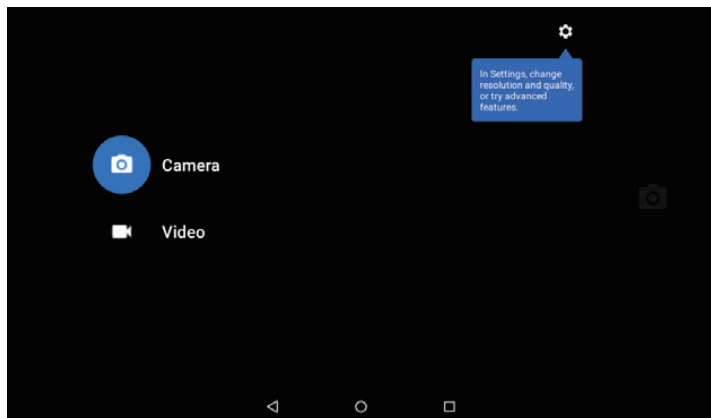 In Settings, change
resolution and quality,
or try advanced
features.
Camera
Video